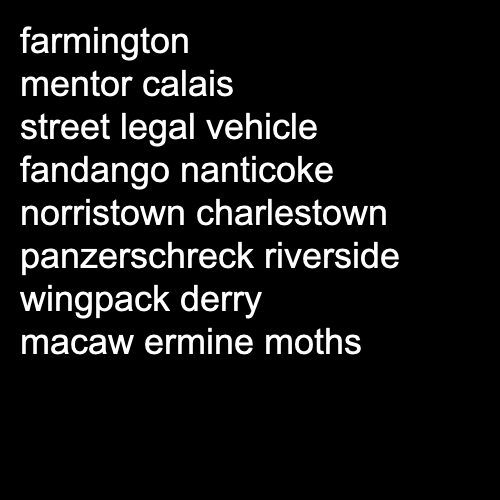 farmington
mentor calais
street legal vehicle
fandango nanticoke
norristown charlestown
panzerschreck riverside
wingpack derry
macaw ermine moths